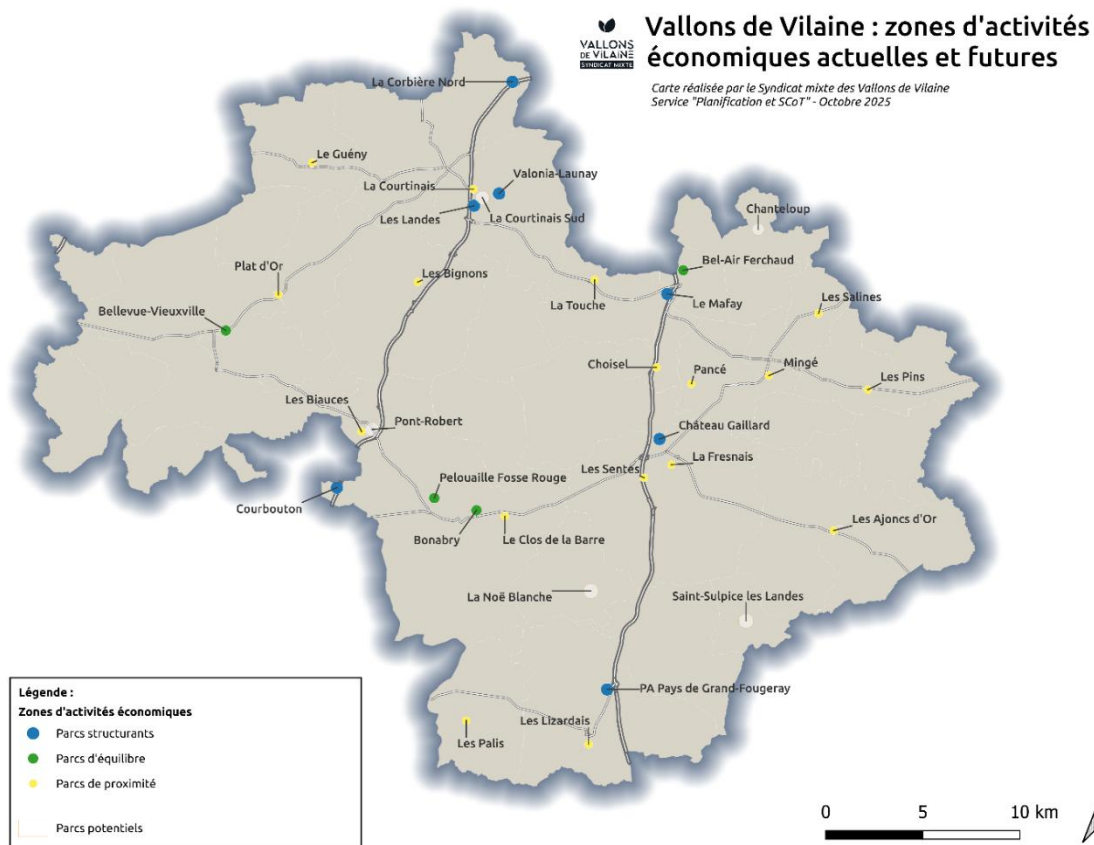 VALLONS
DE VILAINE
SYNDICAT MIXTE
Vallons de Vilaine : zones d'activités
économiques actuelles et futures
Carte réalisée par le Syndicat mixte des Vallons de Vilaine
Service "Planification et SCoT" - Octobre 2025
La Corbière Nord
Le Guény
La Courtinais
Valonia-Launay
Les Landes
La Courtinais Sud
Chanteloup
Plat d'Or
Les Bignons
Bel-Air Ferchaud
La Touche
Le Mafay
Les Salines
Bellevue-Vieuxville
Choisel
Pancé
Mingé
Les Pins
Les Biauces
Pont-Robert
Château Gaillard
La Fresnais
Les Sentes
Pelouaille Fosse Rouge
Courbouton
Bonabry
Le Clos de la Barre
Les Ajoncs d'Or
La Noë Blanche
Saint-Sulpice les Landes
PA Pays de Grand-Fougeray
Les Lizardais
Les Palis
Légende :
Zones d'activités économiques
Parcs structurants
Parcs d'équilibre
Parcs de proximité
Parcs potentiels
0 5 10 km